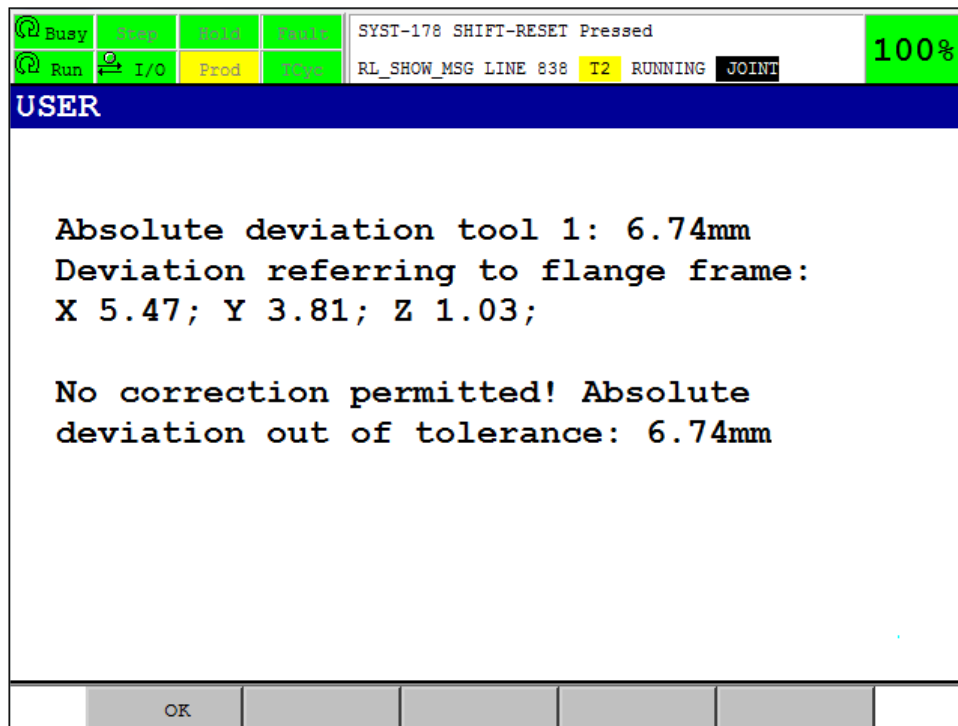 Busy Step Hold Fault SYST-178 SHIFT-RESET Pressed
Run I/O Prod TCyc RL_SHOW_MSG LINE 838 T2 RUNNING JOINT
100%
USER
Absolute deviation tool 1: 6.74mm
Deviation referring to flange frame:
X 5.47; Y 3.81; Z 1.03;
No correction permitted! Absolute
deviation out of tolerance: 6.74mm
OK